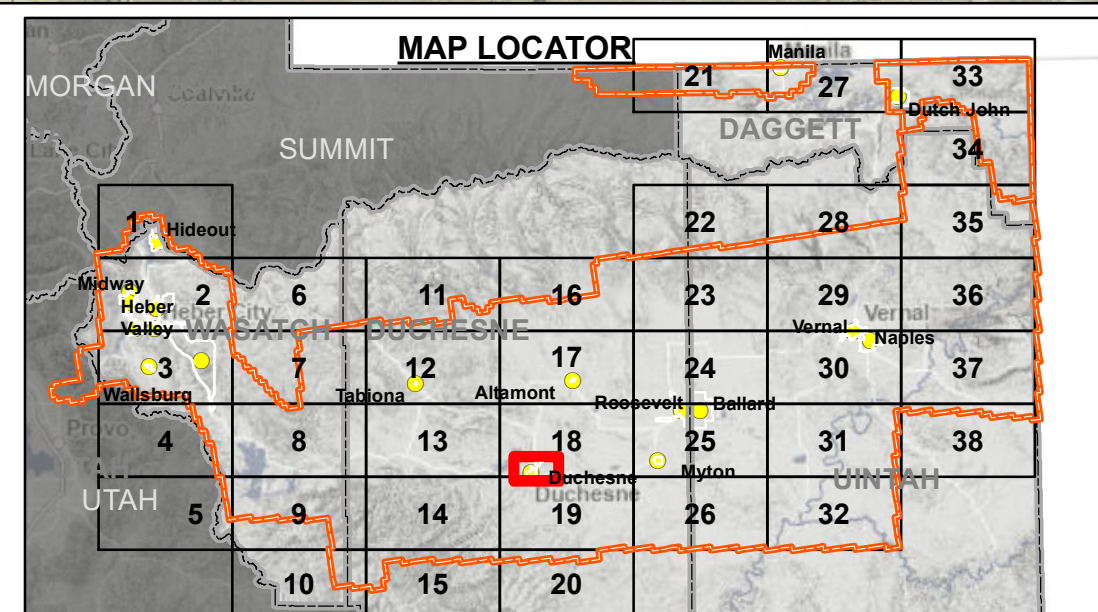 MAP LOCATOR
Manila
Manila
21
27
33
MORGAN
Coalville
Dutch John
DAGGETT
SUMMIT
34
1
Hideout
22
28
35
Midway
2
6
11
16
23
29
36
Heber
Heber City
Valley
WASATCH
DUCHESNE
Vernal
Vernal
Naples
3
7
12
17
24
30
37
Wallsburg
Tabiona
Altamont
Roosevelt
Ballard
Provo
4
8
13
18
25
31
38
Duchesne
Duchesne
Myton
UINTAH
UTAH
5
9
14
19
26
32
10
15
20